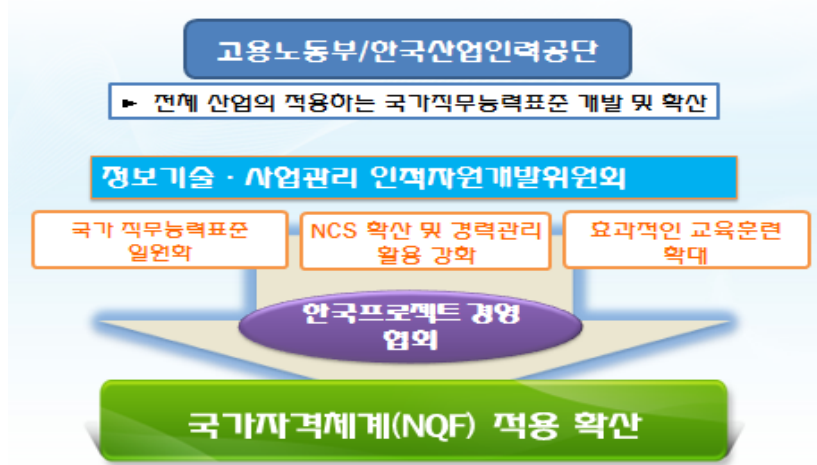 고용노동부/한국산업인력공단
► 전체 산업의 적용하는 국가직무능력표준 개발 및 확산
정보기술 · 사업관리 인적자원개발위원회
국가 직무능력표준
일원화
NCS 확산 및 경력관리
활용 강화
효과적인 교육훈련
확대
한국프로젝트 경영
협회
국가자격체계(NQF) 적용 확산